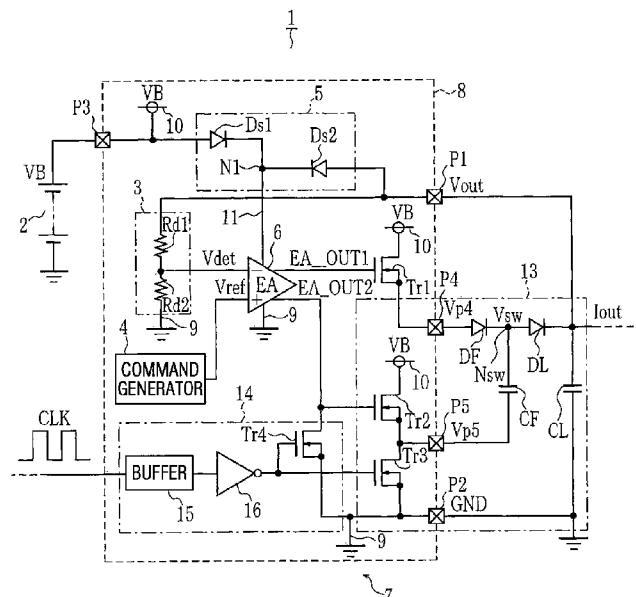 1
VB
P3
10
5
8
Ds1
Ds2
P1
VB
N1
Vout
2
3
11
VB
10
Rd1
6
EA_OUT1
P4
13
Vdet
EA
Tr1
Vp4
Vsw
Iout
Rd2
Vref
EA_OUT2
9
9
VB
DF
Nsw
DL
4
10
COMMAND
GENERATOR
P5
CF
CL
14
Tr2
Vp5
CLK
Tr4
Tr3
BUFFER
P2
GND
15
16
9
7